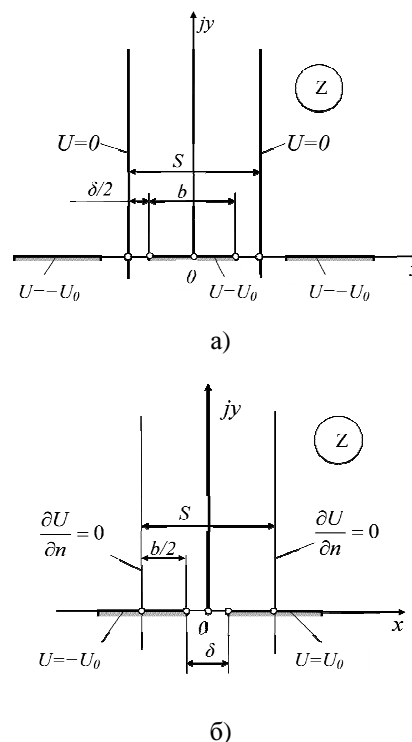 jy
Z
U=0
U=0
S
δ/2
b
0
U=-U₀
U=U₀
U=-U₀
а)
jy
Z
S
∂U/∂n = 0
∂U/∂n = 0
b/2
0
x
δ
U=-U₀
U=U₀
б)